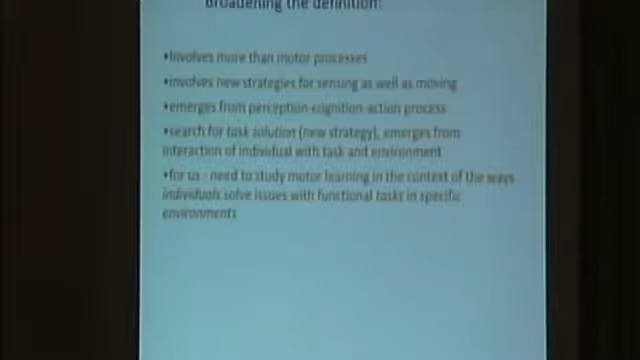 Broadening the definition:
•Involves more than motor processes
•involves new strategies for sensing as well as moving
•emerges from perception-cognition-action process
•search for task solution (new strategy), emerges from
interaction of individual with task and environment
•for us - need to study motor learning in the context of the ways
individuals solve issues with functional tasks in specific
environments